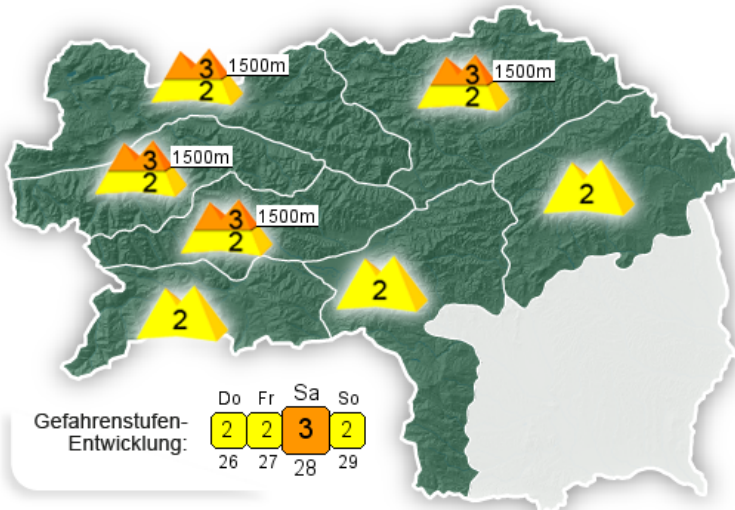 3 1500m
2
3 1500m
2
3 1500m
2
2
3 1500m
2
2
2
Gefahrenstufen-
Entwicklung:
Do Fr Sa So
2 2 3 2
26 27 28 29